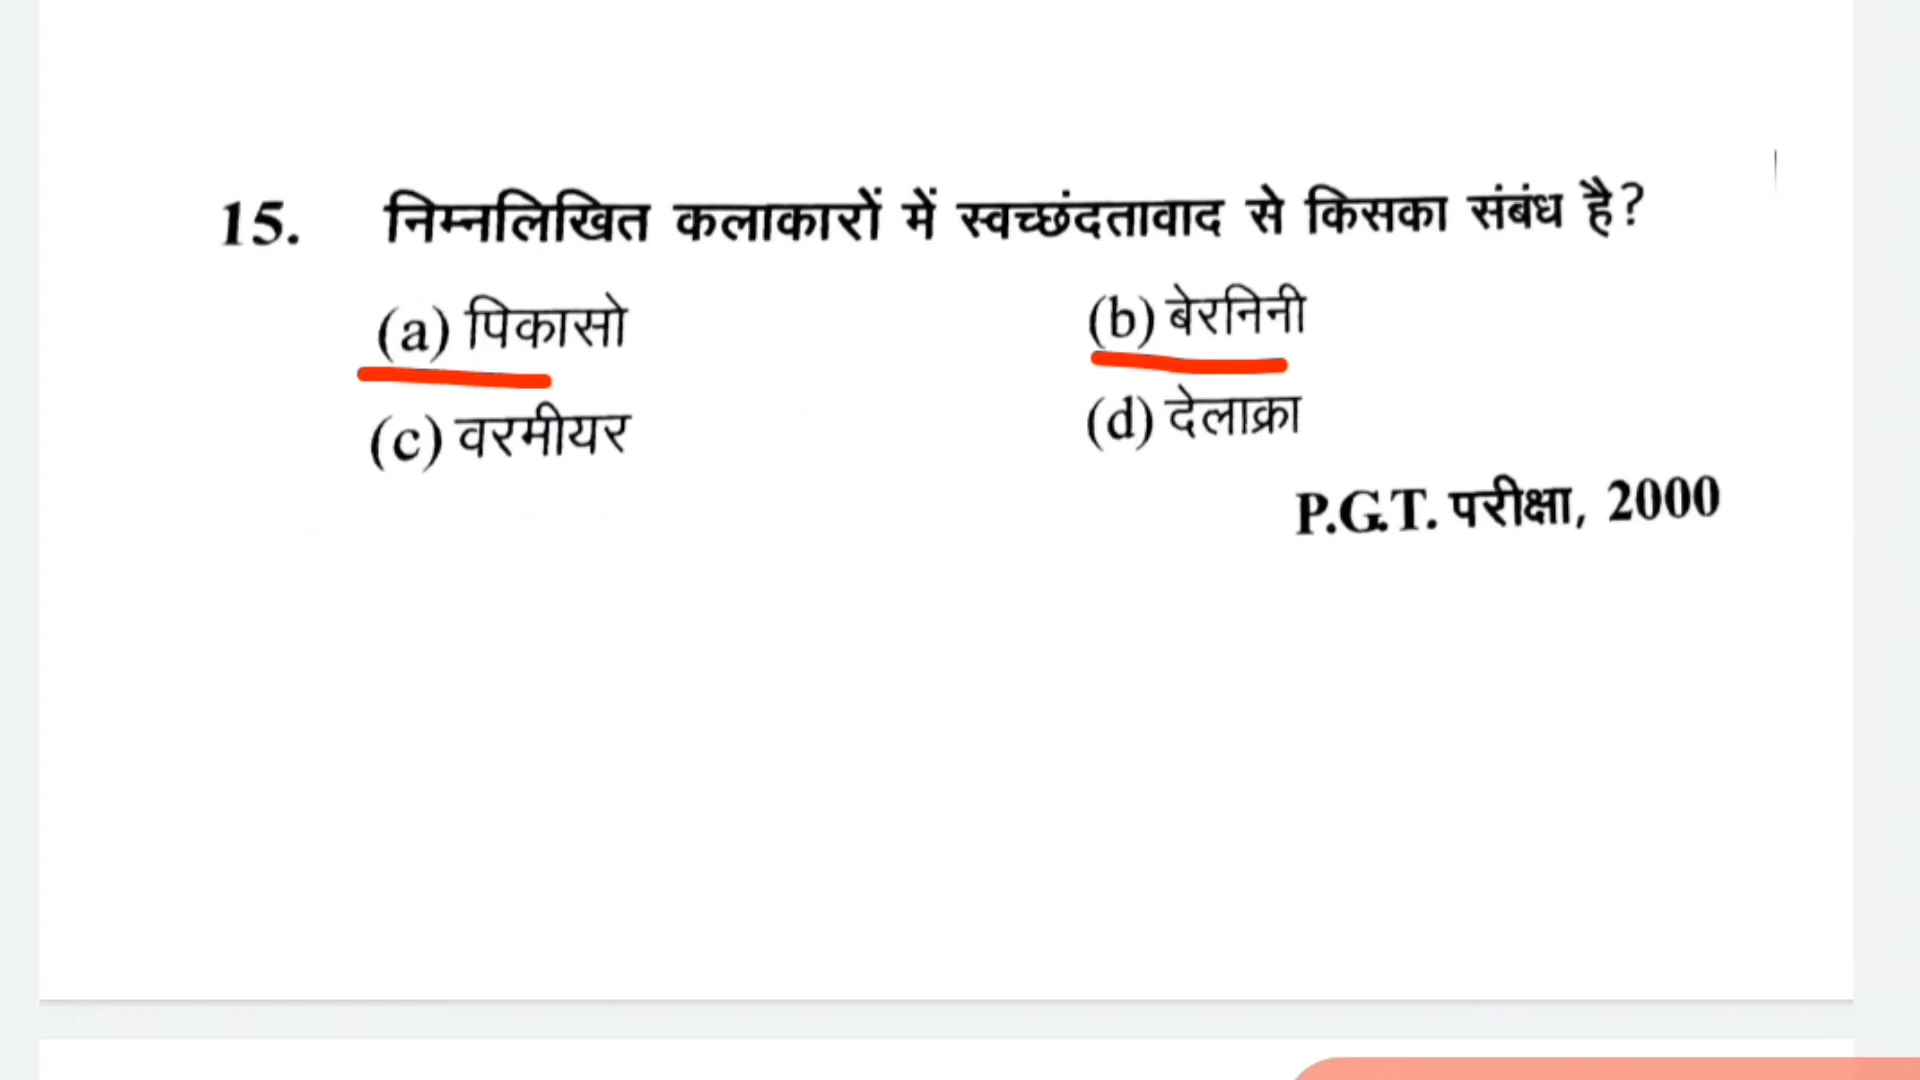 15. निम्नलिखित कलाकारों में स्वच्छंदतावाद से किसका संबंध है?
(a) पिकासो (b) बेरनिनी
(c) वरमीयर (d) देलाक्रा
P.G.T. परीक्षा, 2000